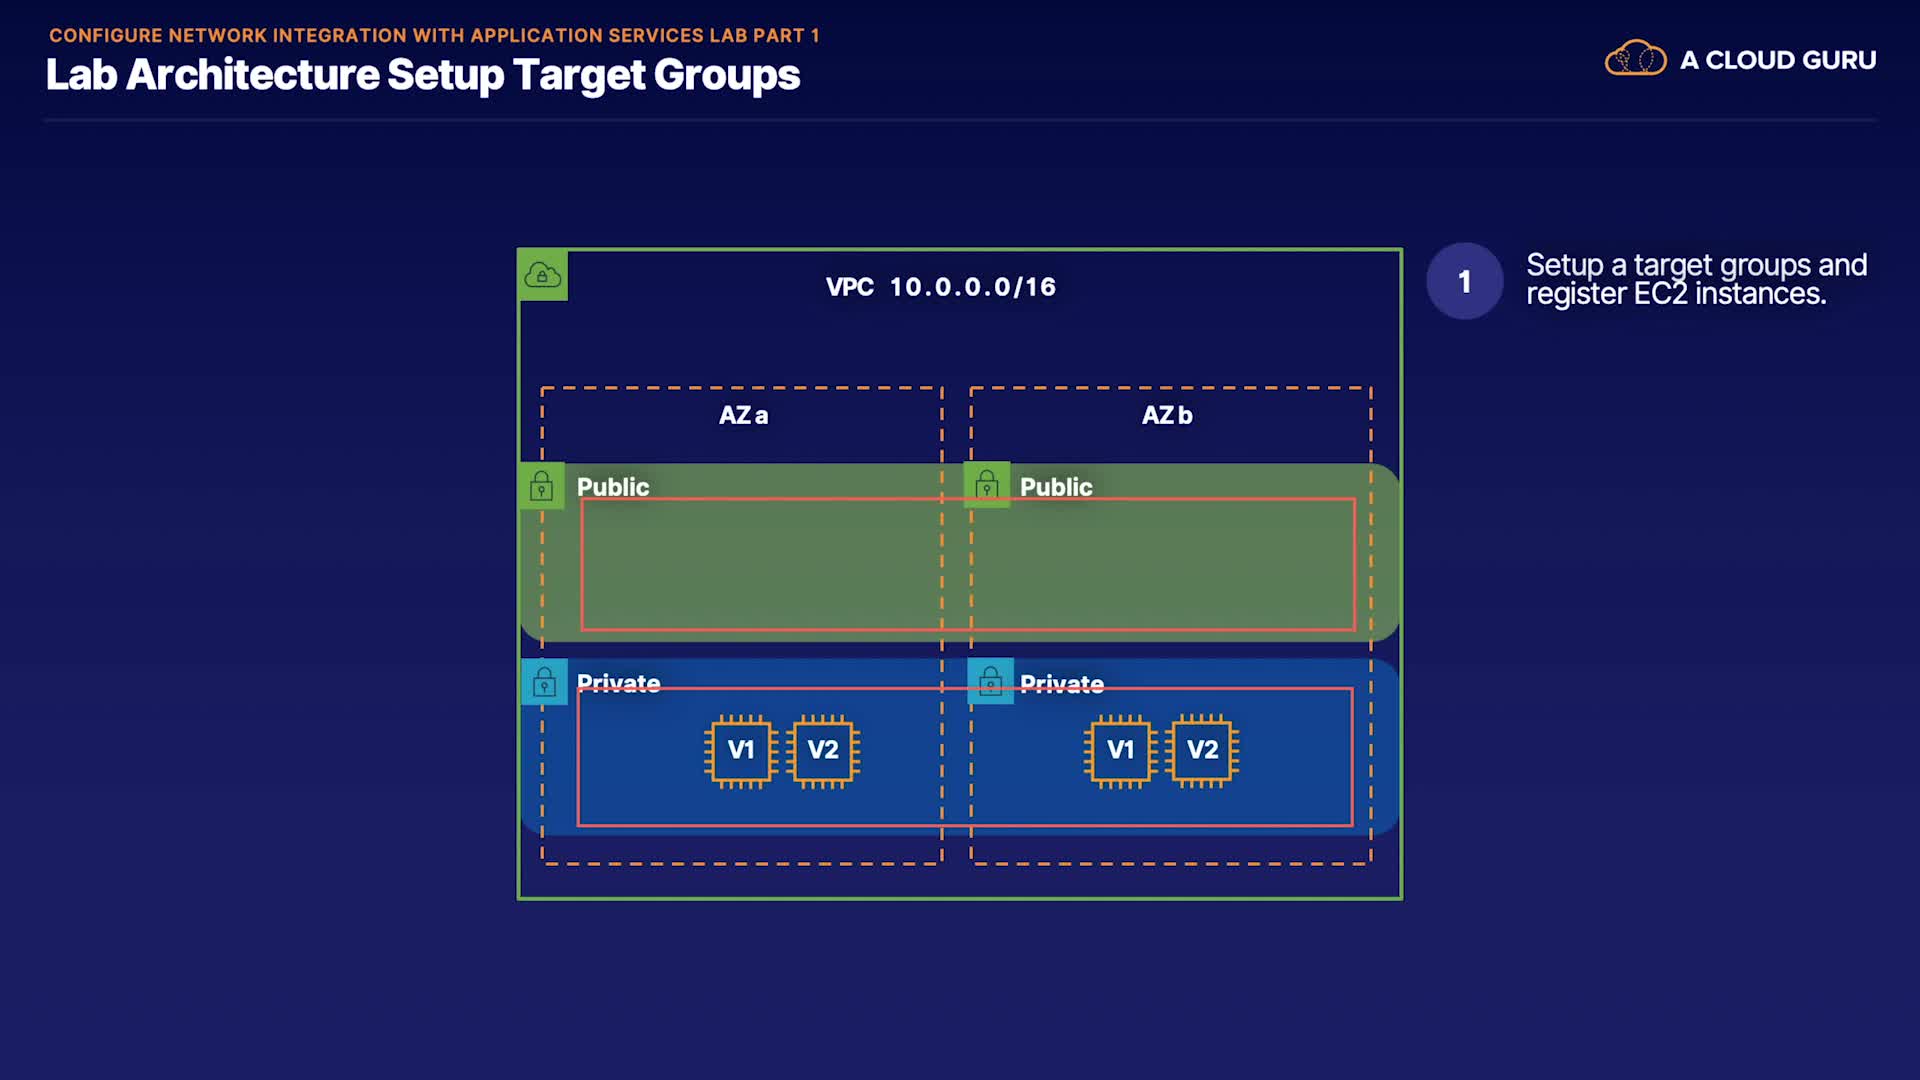 CONFIGURE NETWORK INTEGRATION WITH APPLICATION SERVICES LAB PART 1
Lab Architecture Setup Target Groups
A CLOUD GURU
VPC 10.0.0.0/16
1
Setup a target groups and
register EC2 instances.
AZ a
AZ b
Public
Public
Private
Private
V1
V2
V1
V2